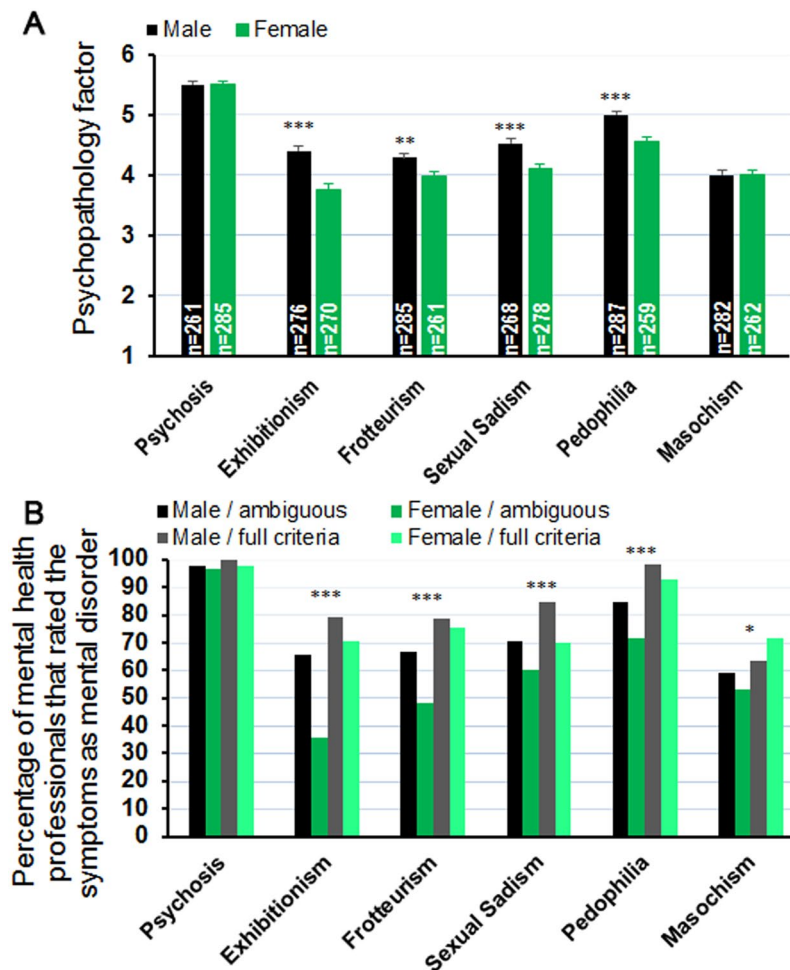 A
Male Female
Psychopathology factor
6
5
4
3
2
1
***
**
***
***
n=261
n=285
n=276
n=270
n=285
n=261
n=268
n=278
n=287
n=259
n=282
n=262
Psychosis
Exhibitionism
Frotteurism
Sexual Sadism
Pedophilia
Masochism
B
Male / ambiguous Female / ambiguous
Male / full criteria Female / full criteria
Percentage of mental health
professionals that rated the
symptoms as mental disorder
100
90
80
70
60
50
40
30
20
10
0
***
***
***
***
*
Psychosis
Exhibitionism
Frotteurism
Sexual Sadism
Pedophilia
Masochism